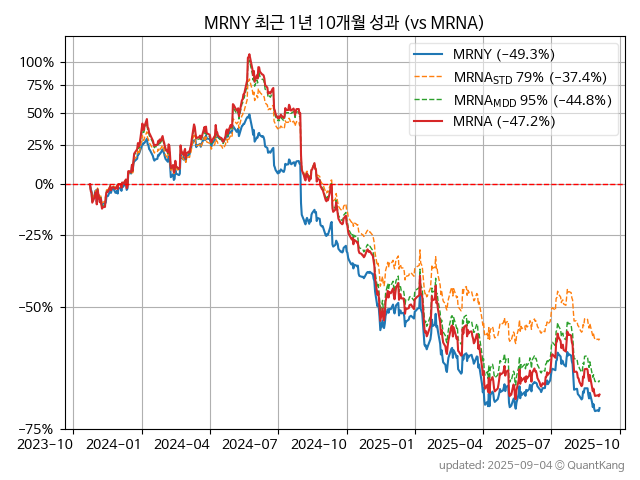 MRNY 최근 1년 10개월 성과 (vs MRNA)
MRNY (−49.3%)
MRNA_STD 79% (−37.4%)
MRNA_MDD 95% (−44.8%)
MRNA (−47.2%)
100%
75%
50%
25%
0%
-25%
-50%
-75%
2023-10 2024-01 2024-04 2024-07 2024-10 2025-01 2025-04 2025-07 2025-10
updated: 2025-09-04 © QuantKang